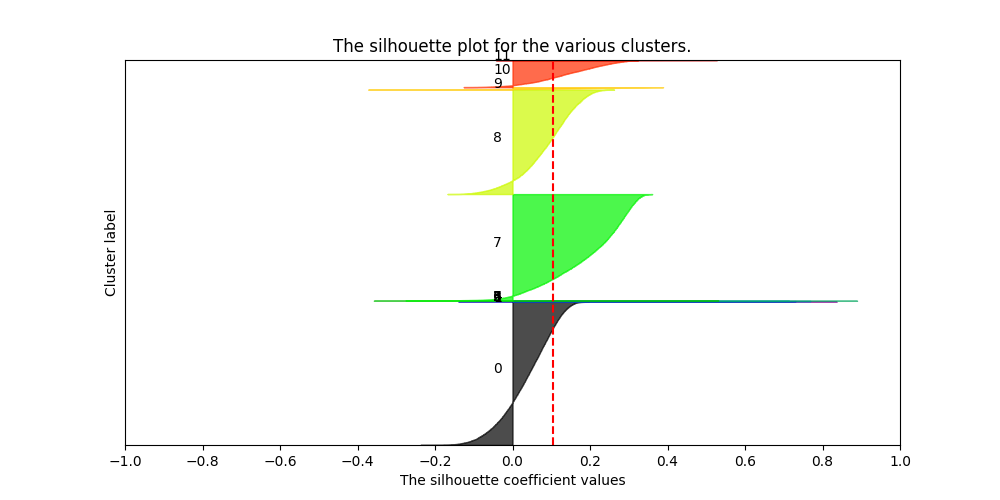 The silhouette plot for the various clusters.
11
10
9
8
7
0
Cluster label
−1.0 −0.8 −0.6 −0.4 −0.2 0.0 0.2 0.4 0.6 0.8 1.0
The silhouette coefficient values